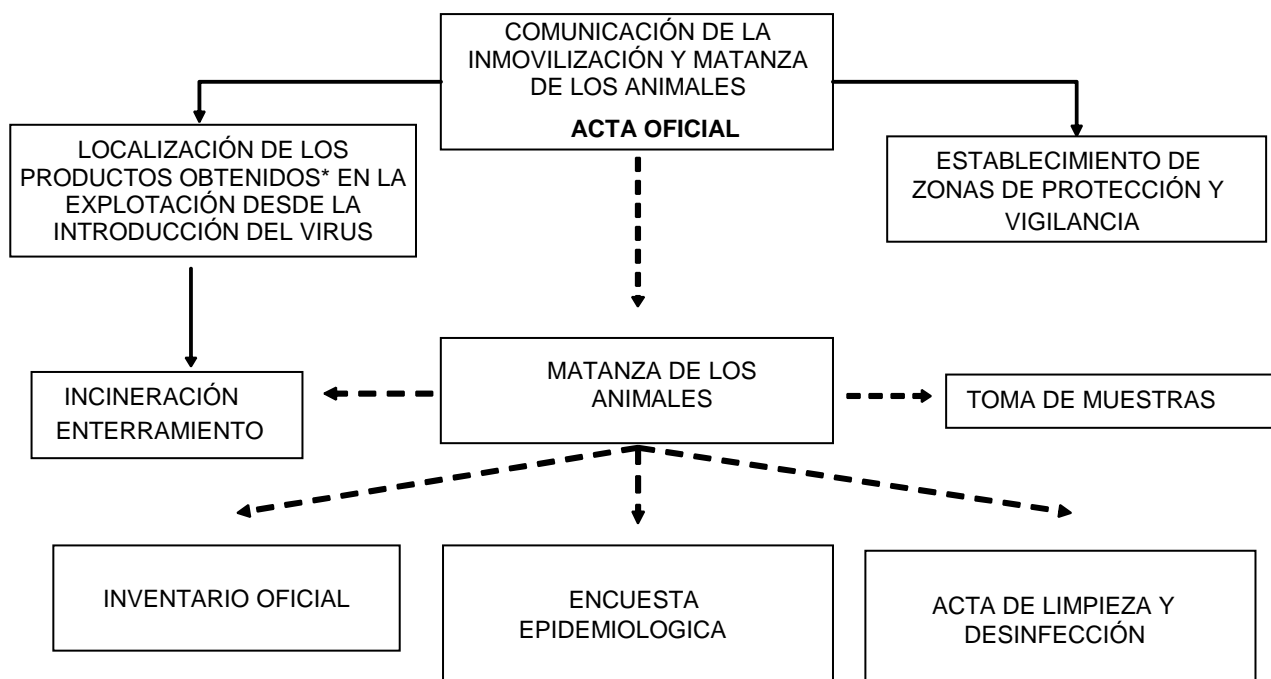 COMUNICACIÓN DE LA
INMOVILIZACIÓN Y MATANZA
DE LOS ANIMALES
ACTA OFICIAL
LOCALIZACIÓN DE LOS
PRODUCTOS OBTENIDOS* EN LA
EXPLOTACIÓN DESDE LA
INTRODUCCIÓN DEL VIRUS
ESTABLECIMIENTO DE
ZONAS DE PROTECCIÓN Y
VIGILANCIA
INCINERACIÓN
ENTERRAMIENTO
MATANZA DE LOS
ANIMALES
TOMA DE MUESTRAS
INVENTARIO OFICIAL
ENCUESTA
EPIDEMIOLOGICA
ACTA DE LIMPIEZA Y
DESINFECCIÓN